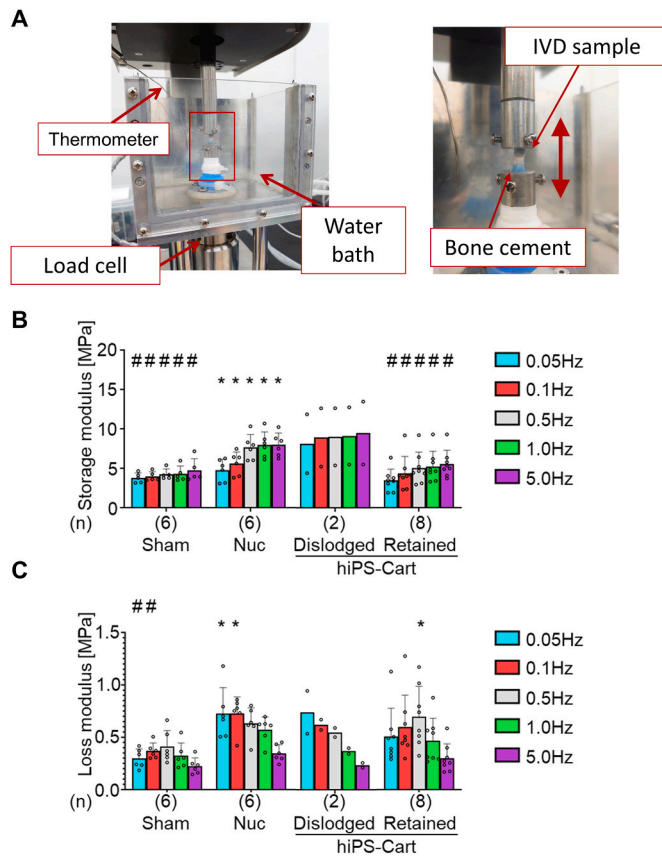 A
Thermometer
Load cell
Water
bath
IVD sample
Bone cement
B
Storage modulus [MPa]
20
15
10
5
0
##### * * * * * #####
0.05Hz
0.1Hz
0.5Hz
1.0Hz
5.0Hz
(n) (6) (6) (2) (8)
Sham Nuc Dislodged Retained
hiPS-Cart
C
Loss modulus [MPa]
1.5
1.0
0.5
0.0
## * * *
0.05Hz
0.1Hz
0.5Hz
1.0Hz
5.0Hz
(n) (6) (6) (2) (8)
Sham Nuc Dislodged Retained
hiPS-Cart